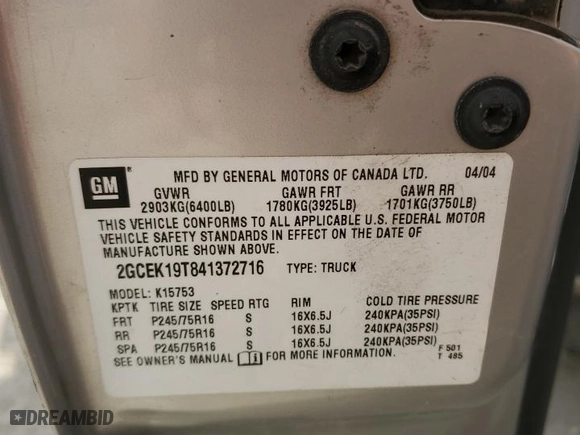 GM
MFD BY GENERAL MOTORS OF CANADA LTD. 04/04
GVWR GAWR FRT GAWR RR
2903KG(6400LB) 1780KG(3925LB) 1701KG(3750LB)
THIS VEHICLE CONFORMS TO ALL APPLICABLE U.S. FEDERAL MOTOR
VEHICLE SAFETY STANDARDS IN EFFECT ON THE DATE OF
MANUFACTURE SHOWN ABOVE.
2GCEK19T841372716 TYPE: TRUCK
MODEL: K15753
KPTK TIRE SIZE SPEED RTG RIM COLD TIRE PRESSURE
FRT P245/75R16 S 16X6.5J 240KPA(35PSI)
RR P245/75R16 S 16X6.5J 240KPA(35PSI)
SPA P245/75R16 S 16X6.5J 240KPA(35PSI)
SEE OWNER'S MANUAL FOR MORE INFORMATION.
F 501
T 485
DREAMBID